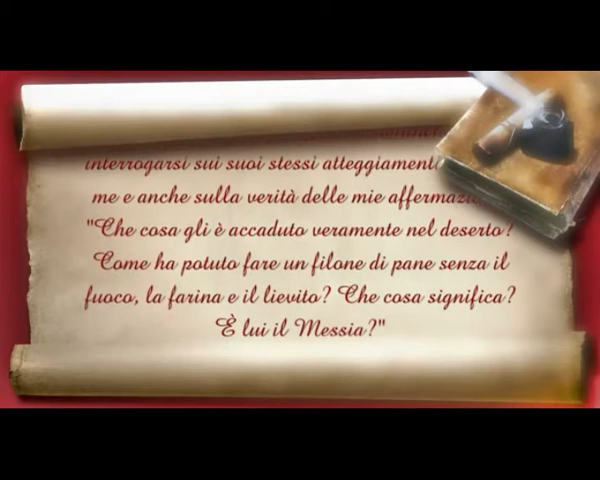 interrogarsi sui suoi stessi atteggiamenti
me e anche sulla verità delle mie
"Che cosa gli è accaduto veramente nel deserto?
Come ha potuto fare un filone di pane senza il
fuoco, la farina e il lievito? Che cosa significa?
È lui il Messia?"